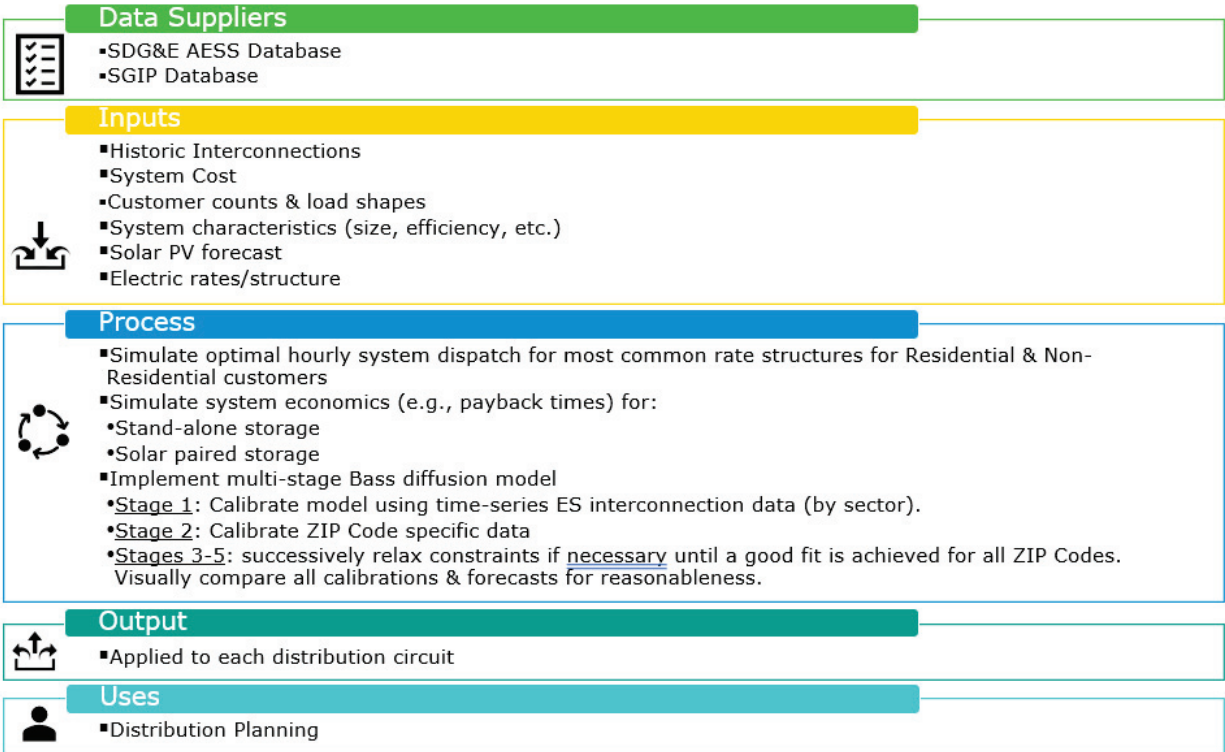 Data Suppliers
▪SDG&E AESS Database
▪SGIP Database
Inputs
▪Historic Interconnections
▪System Cost
▪Customer counts & load shapes
▪System characteristics (size, efficiency, etc.)
▪Solar PV forecast
▪Electric rates/structure
Process
▪Simulate optimal hourly system dispatch for most common rate structures for Residential & Non-
Residential customers
▪Simulate system economics (e.g., payback times) for:
•Stand-alone storage
•Solar paired storage
▪Implement multi-stage Bass diffusion model
•Stage 1: Calibrate model using time-series ES interconnection data (by sector).
•Stage 2: Calibrate ZIP Code specific data
•Stages 3-5: successively relax constraints if necessary until a good fit is achieved for all ZIP Codes.
Visually compare all calibrations & forecasts for reasonableness.
Output
▪Applied to each distribution circuit
Uses
▪Distribution Planning